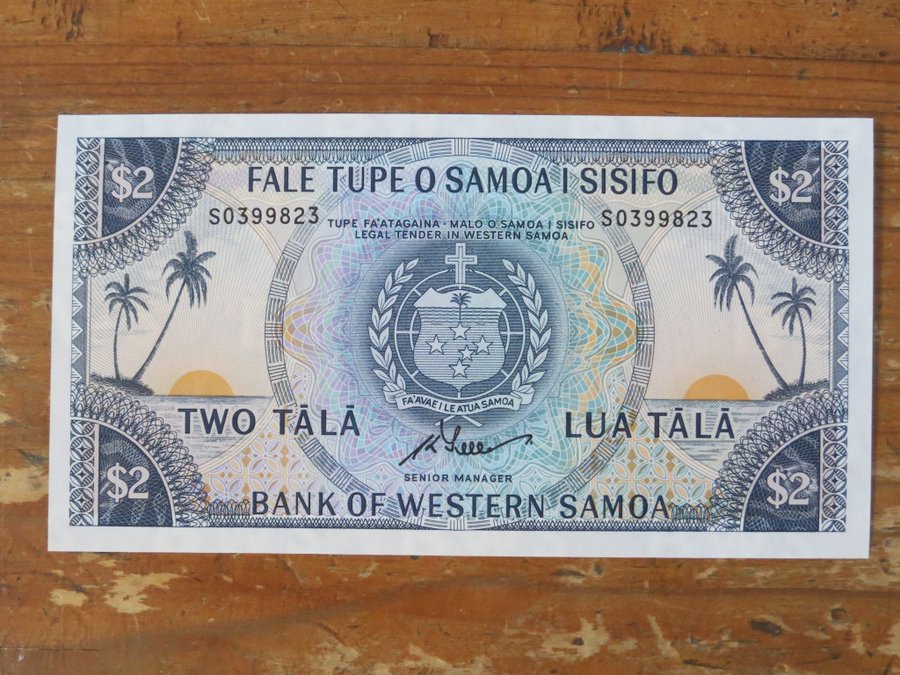 $2 $2
FALE TUPE O SAMOA I SISIFO
S0399823 S0399823
TUPE FA'ATAGAINA · MALO O SAMOA I SISIFO
LEGAL TENDER IN WESTERN SAMOA
FA'AVAE I LE ATUA SAMOA
TWO TĀLĀ LUA TĀLĀ
SENIOR MANAGER
$2 $2
BANK OF WESTERN SAMOA